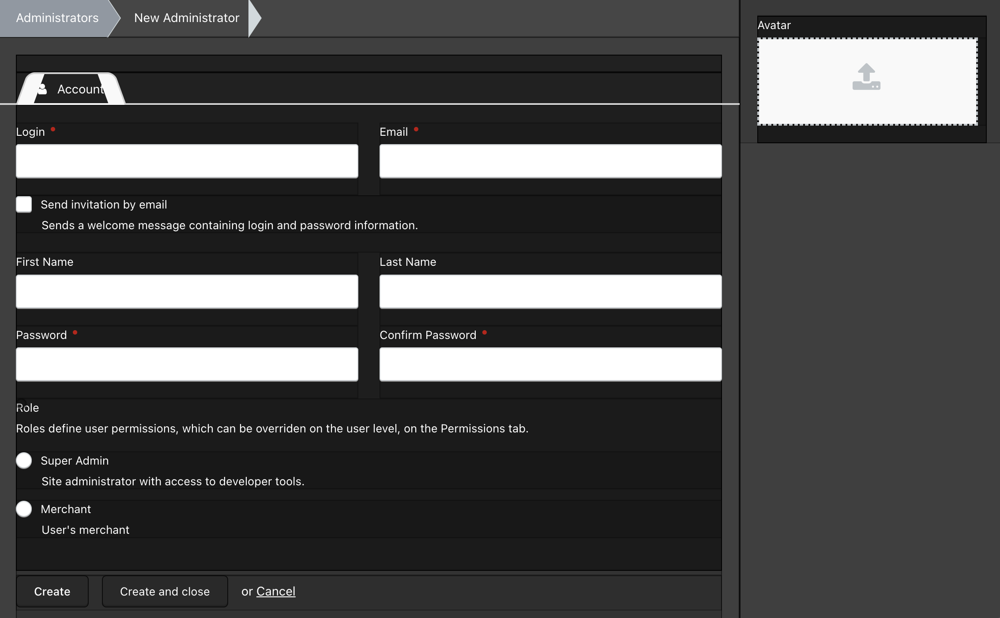 Administrators
New Administrator
Avatar
Account
Login
Email
Send invitation by email
Sends a welcome message containing login and password information.
First Name
Last Name
Password
Confirm Password
Role
Roles define user permissions, which can be overriden on the user level, on the Permissions tab.
Super Admin
Site administrator with access to developer tools.
Merchant
User's merchant
Create
Create and close
or Cancel